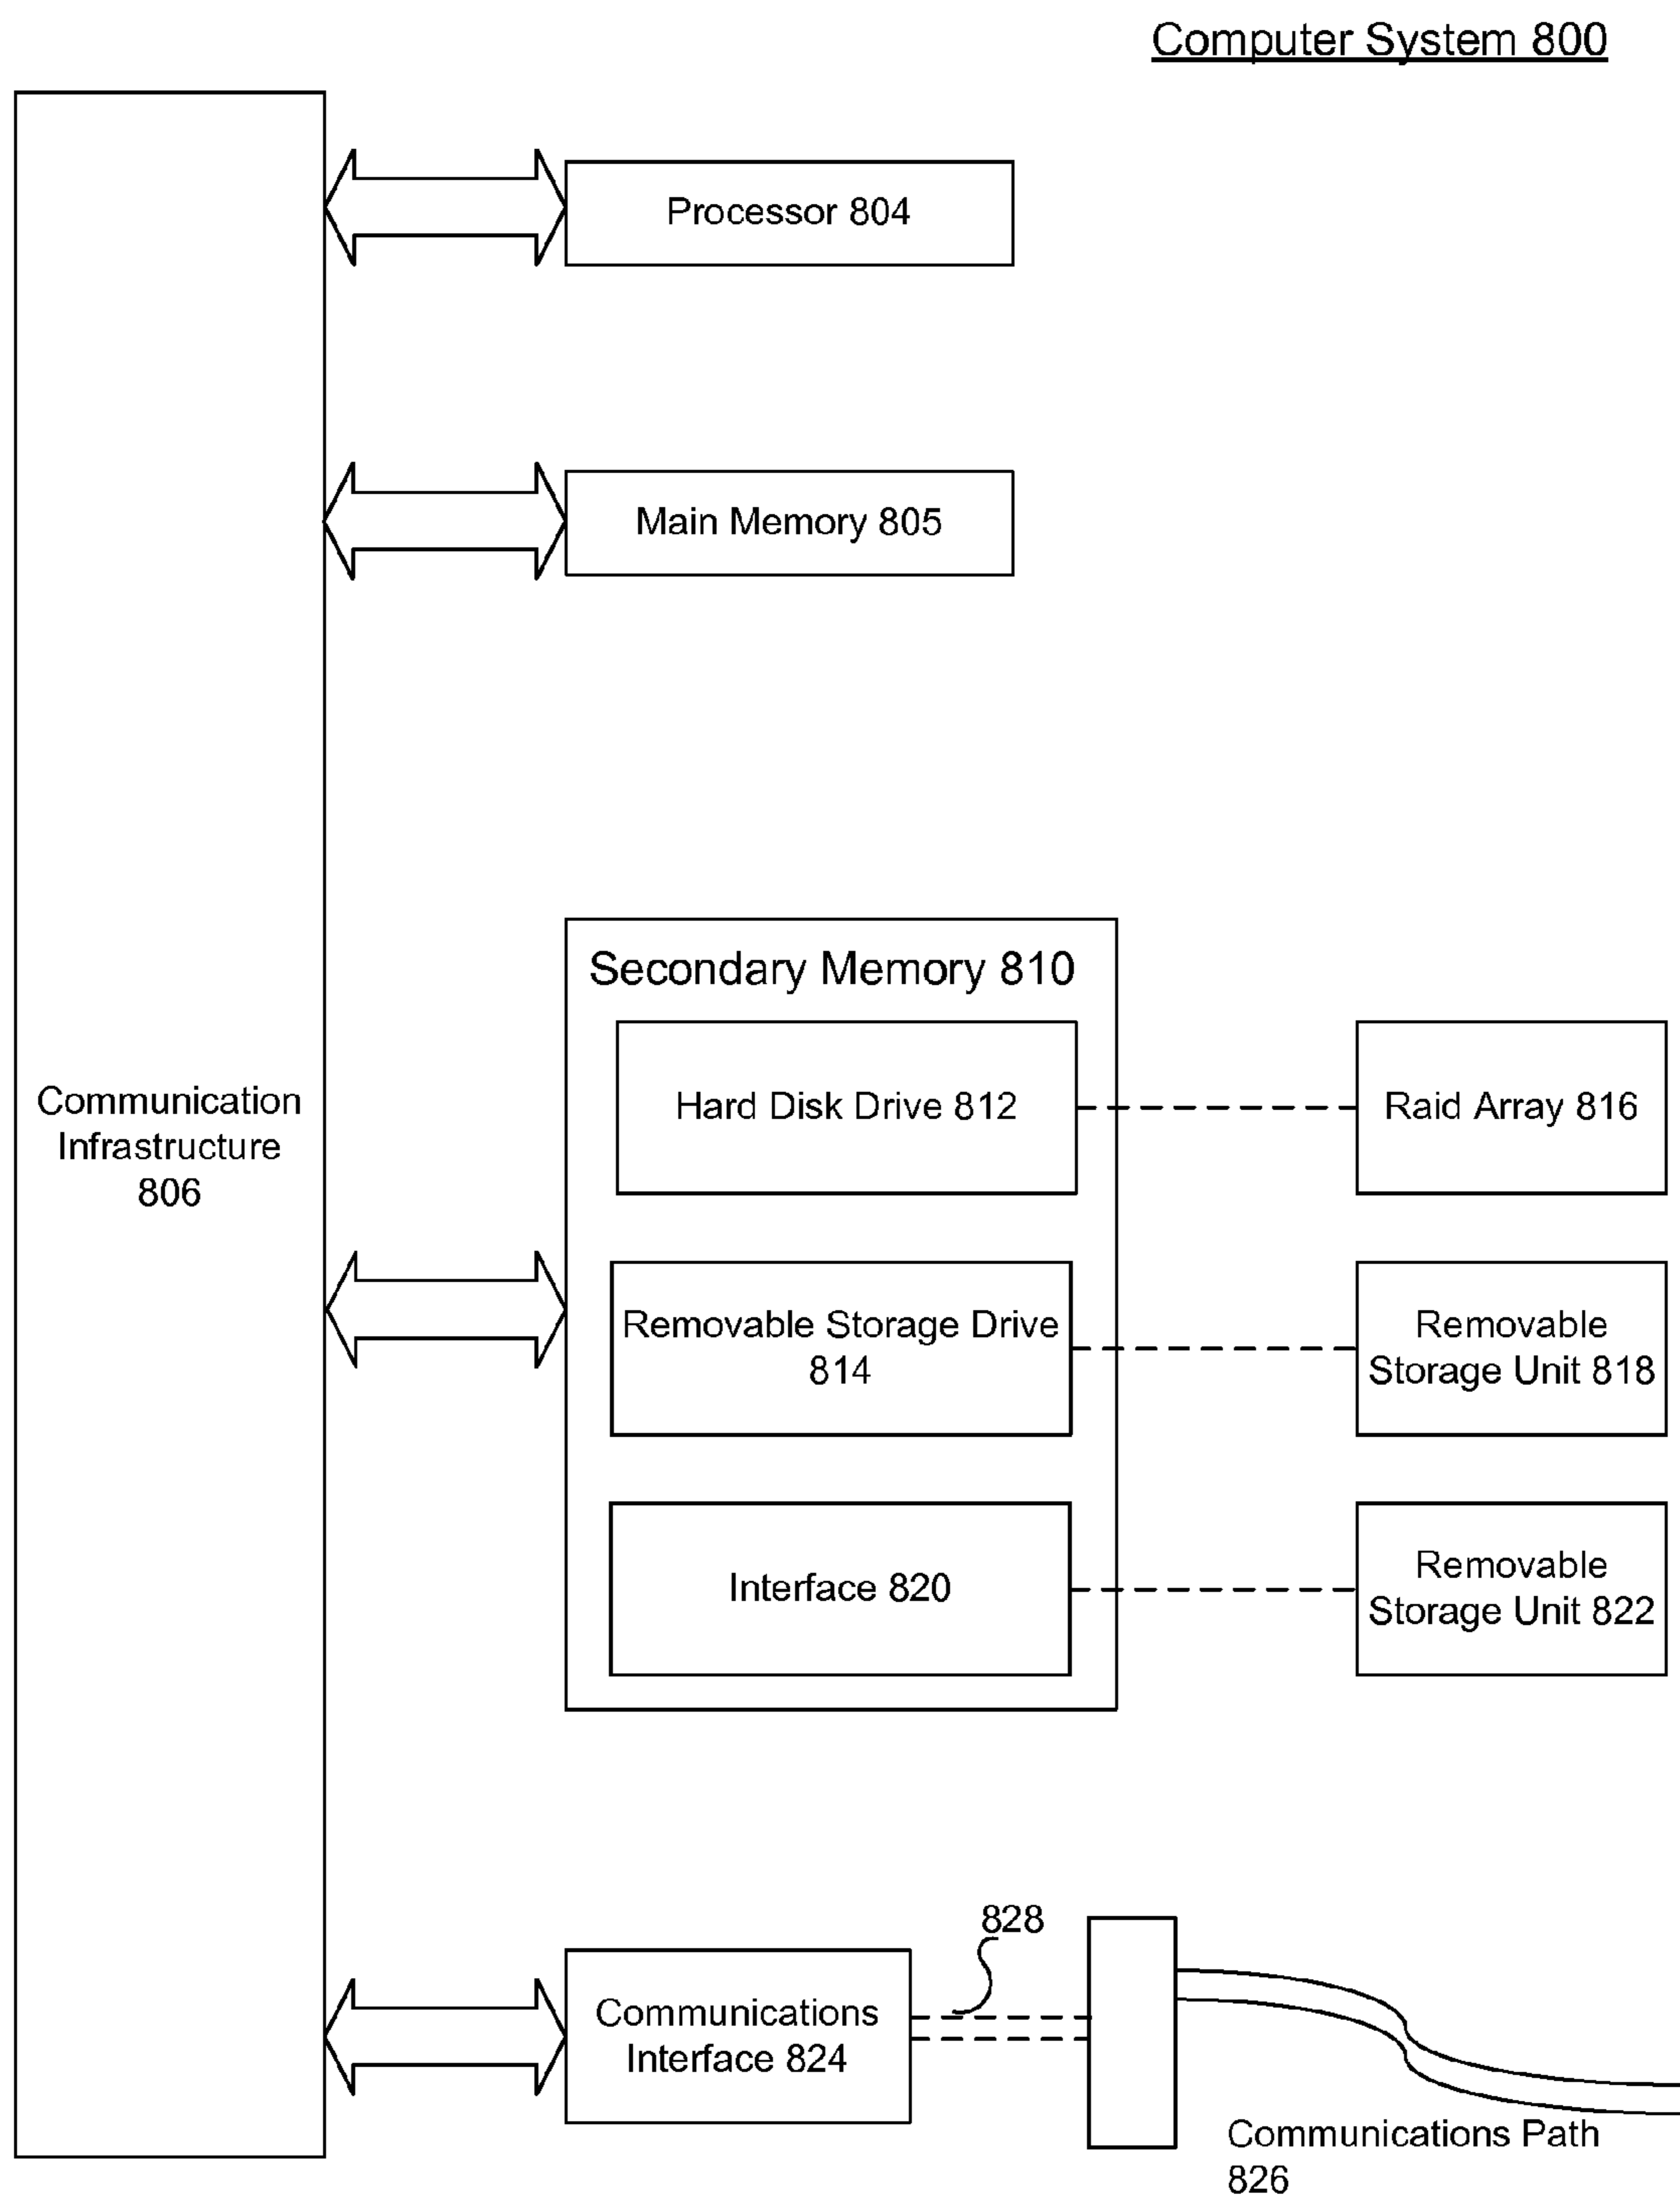 Computer System 800
Processor 804
Main Memory 805
Communication
Infrastructure
806
Secondary Memory 810
Hard Disk Drive 812
Raid Array 816
Removable Storage Drive
814
Removable
Storage Unit 818
Interface 820
Removable
Storage Unit 822
828
Communications
Interface 824
Communications Path
826